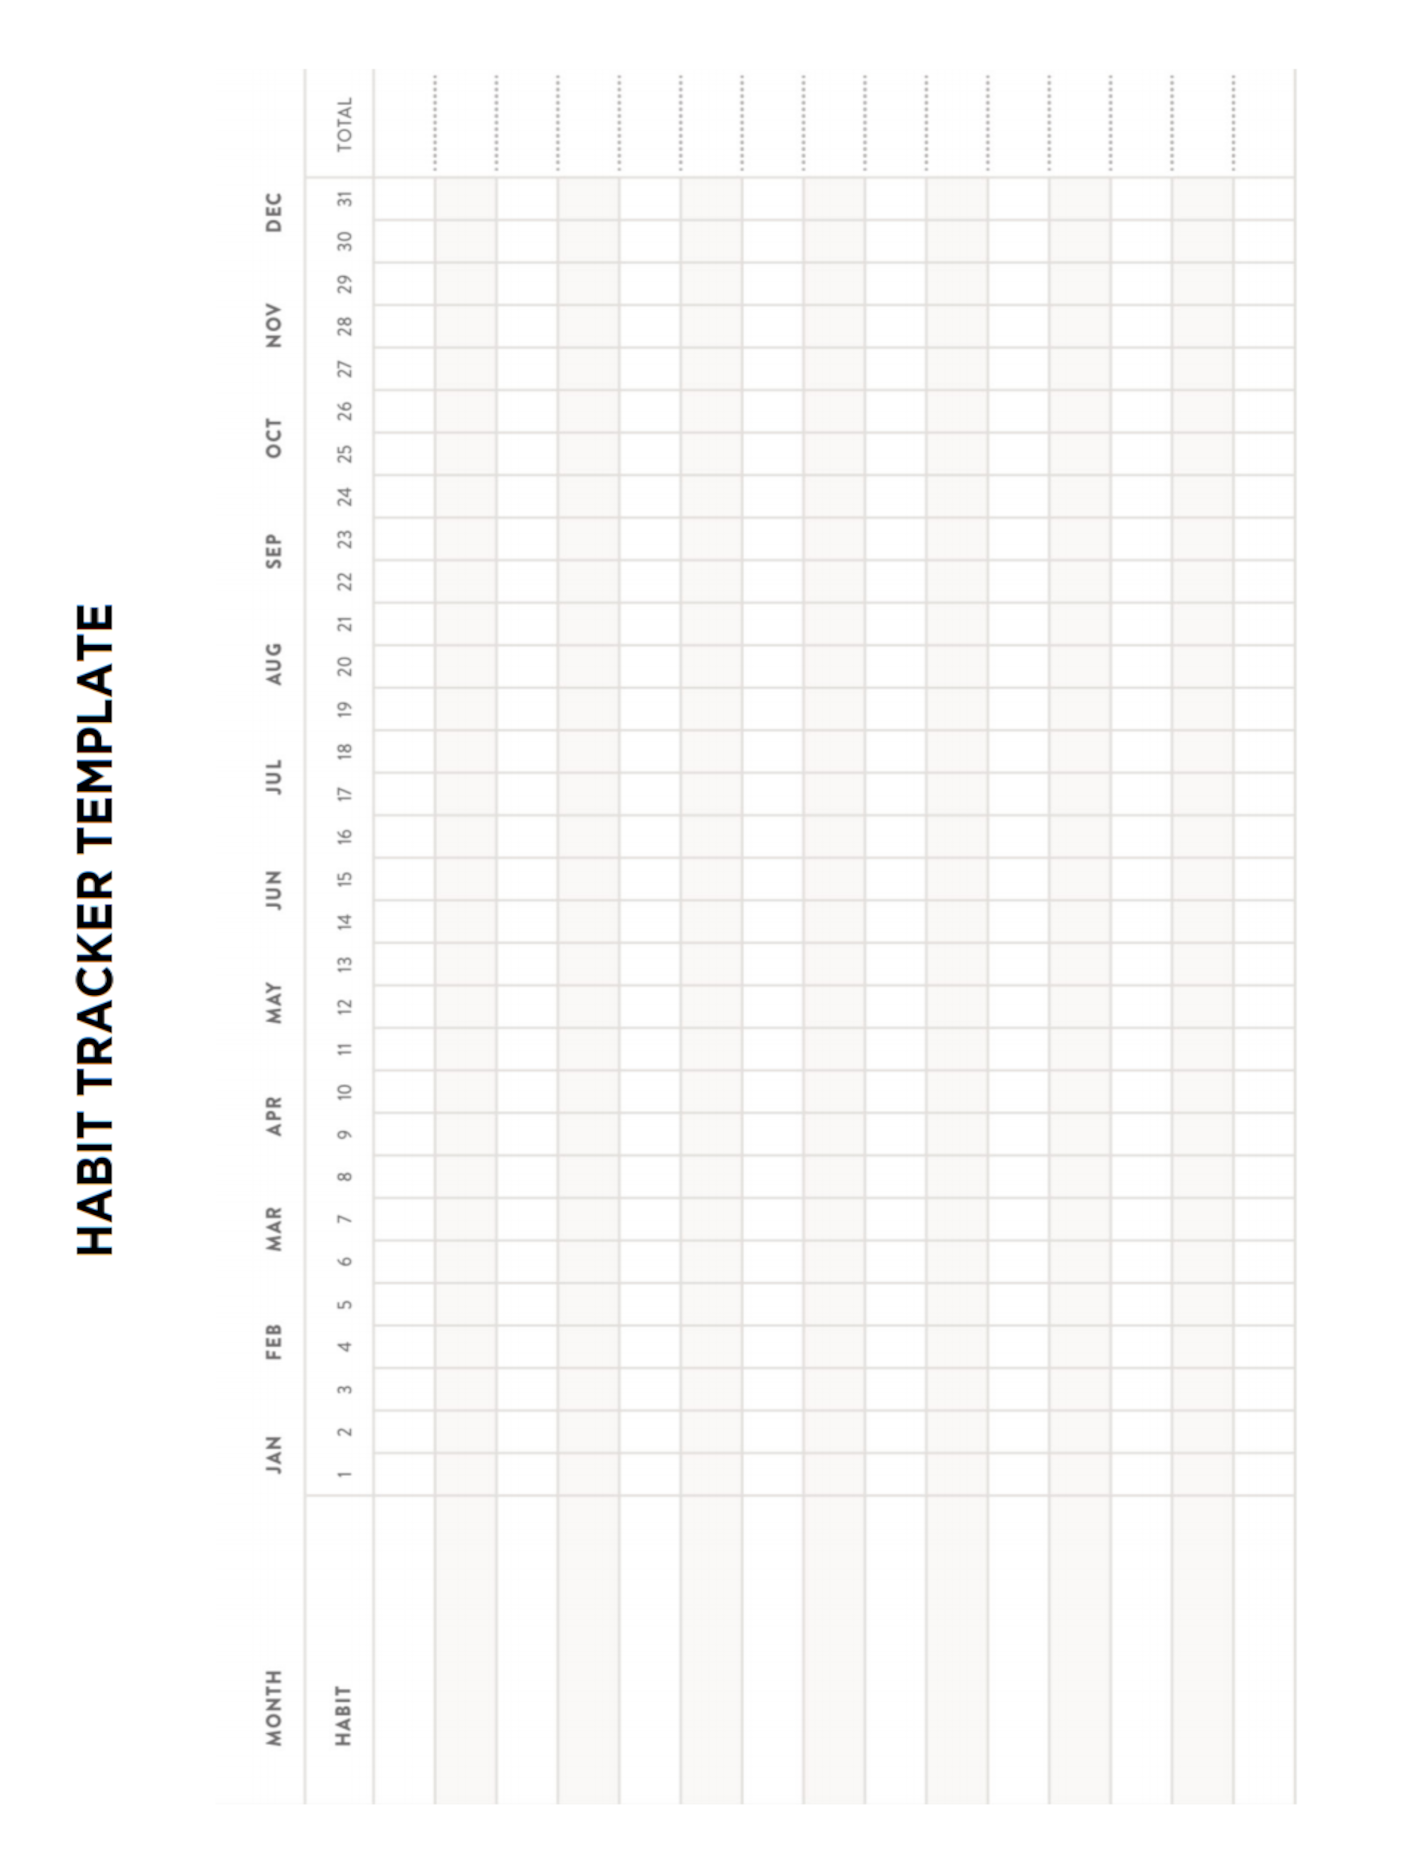 HABIT TRACKER TEMPLATE
MONTH JAN FEB MAR APR MAY JUN JUL AUG SEP OCT NOV DEC
HABIT 1 2 3 4 5 6 7 8 9 10 11 12 13 14 15 16 17 18 19 20 21 22 23 24 25 26 27 28 29 30 31 TOTAL